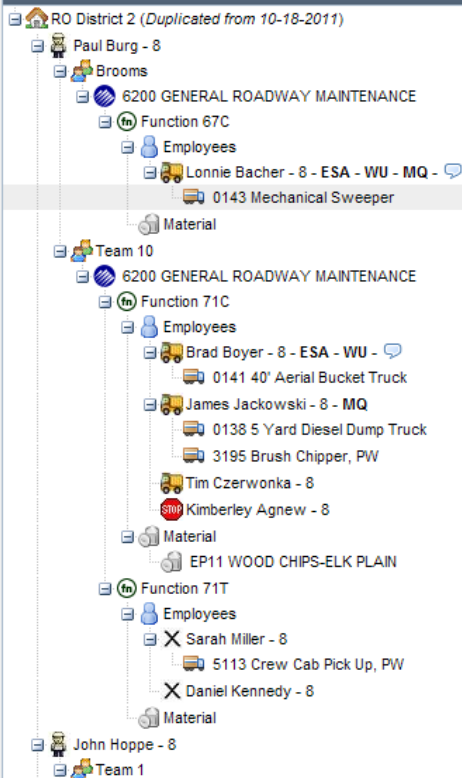 RO District 2 (Duplicated from 10-18-2011)
Paul Burg - 8
Brooms
6200 GENERAL ROADWAY MAINTENANCE
fn Function 67C
Employees
Lonnie Bacher - 8 - ESA - WU - MQ -
0143 Mechanical Sweeper
Material
Team 10
6200 GENERAL ROADWAY MAINTENANCE
fn Function 71C
Employees
Brad Boyer - 8 - ESA - WU -
0141 40' Aerial Bucket Truck
James Jackowski - 8 - MQ
0138 5 Yard Diesel Dump Truck
3195 Brush Chipper, PW
Tim Czerwonka - 8
STOP Kimberley Agnew - 8
Material
EP11 WOOD CHIPS-ELK PLAIN
fn Function 71T
Employees
Sarah Miller - 8
5113 Crew Cab Pick Up, PW
Daniel Kennedy - 8
Material
John Hoppe - 8
Team 1